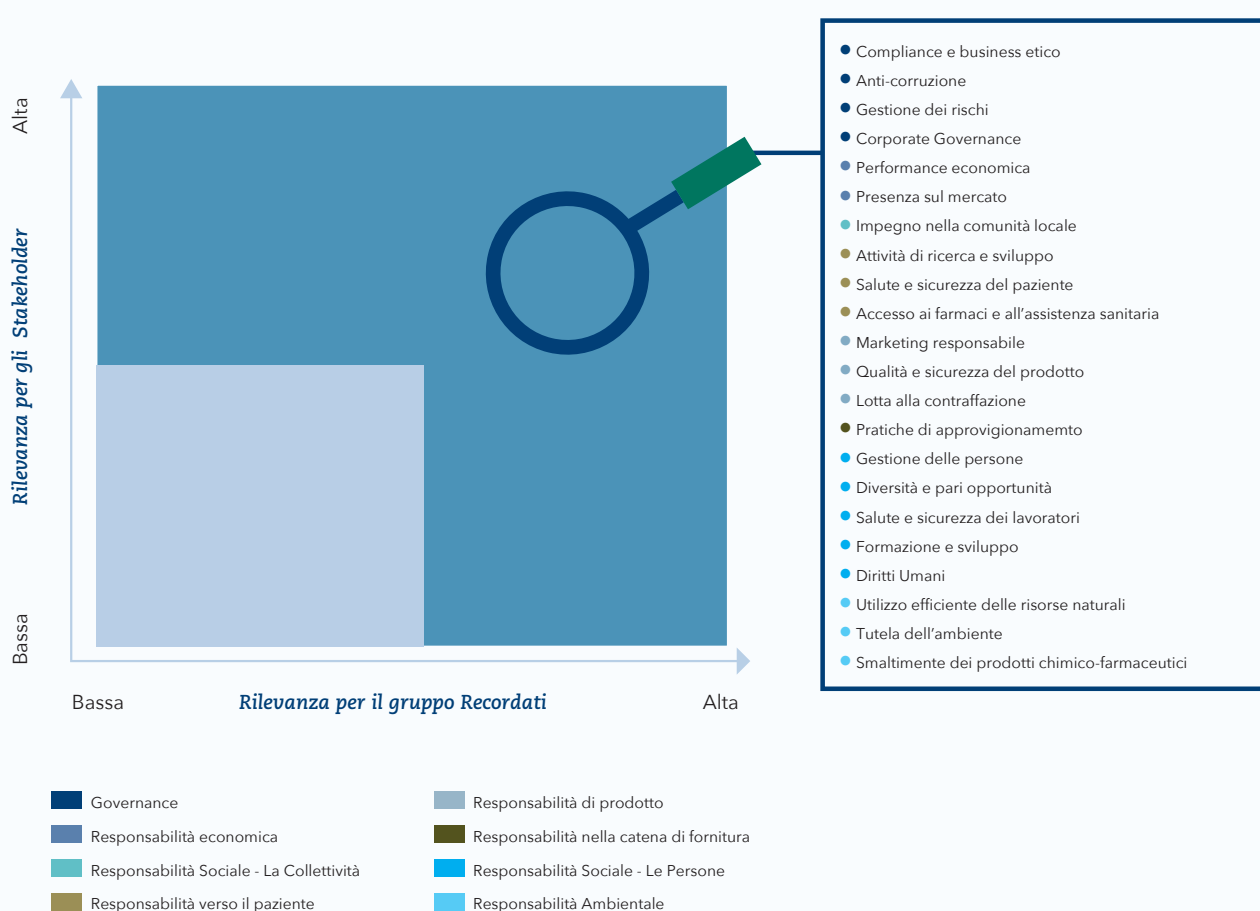 Compliance e business etico
Anti-corruzione
Gestione dei rischi
Corporate Governance
Performance economica
Presenza sul mercato
Impegno nella comunità locale
Attività di ricerca e sviluppo
Salute e sicurezza del paziente
Accesso ai farmaci e all’assistenza sanitaria
Marketing responsabile
Qualità e sicurezza del prodotto
Lotta alla contraffazione
Pratiche di approvigionamemto
Gestione delle persone
Diversità e pari opportunità
Salute e sicurezza dei lavoratori
Formazione e sviluppo
Diritti Umani
Utilizzo efficiente delle risorse naturali
Tutela dell’ambiente
Smaltimente dei prodotti chimico-farmaceutici
Alta
Rilevanza per gli Stakeholder
Bassa
Bassa
Rilevanza per il gruppo Recordati
Alta
Governance
Responsabilità economica
Responsabilità Sociale - La Collettività
Responsabilità verso il paziente
Responsabilità di prodotto
Responsabilità nella catena di fornitura
Responsabilità Sociale - Le Persone
Responsabilità Ambientale